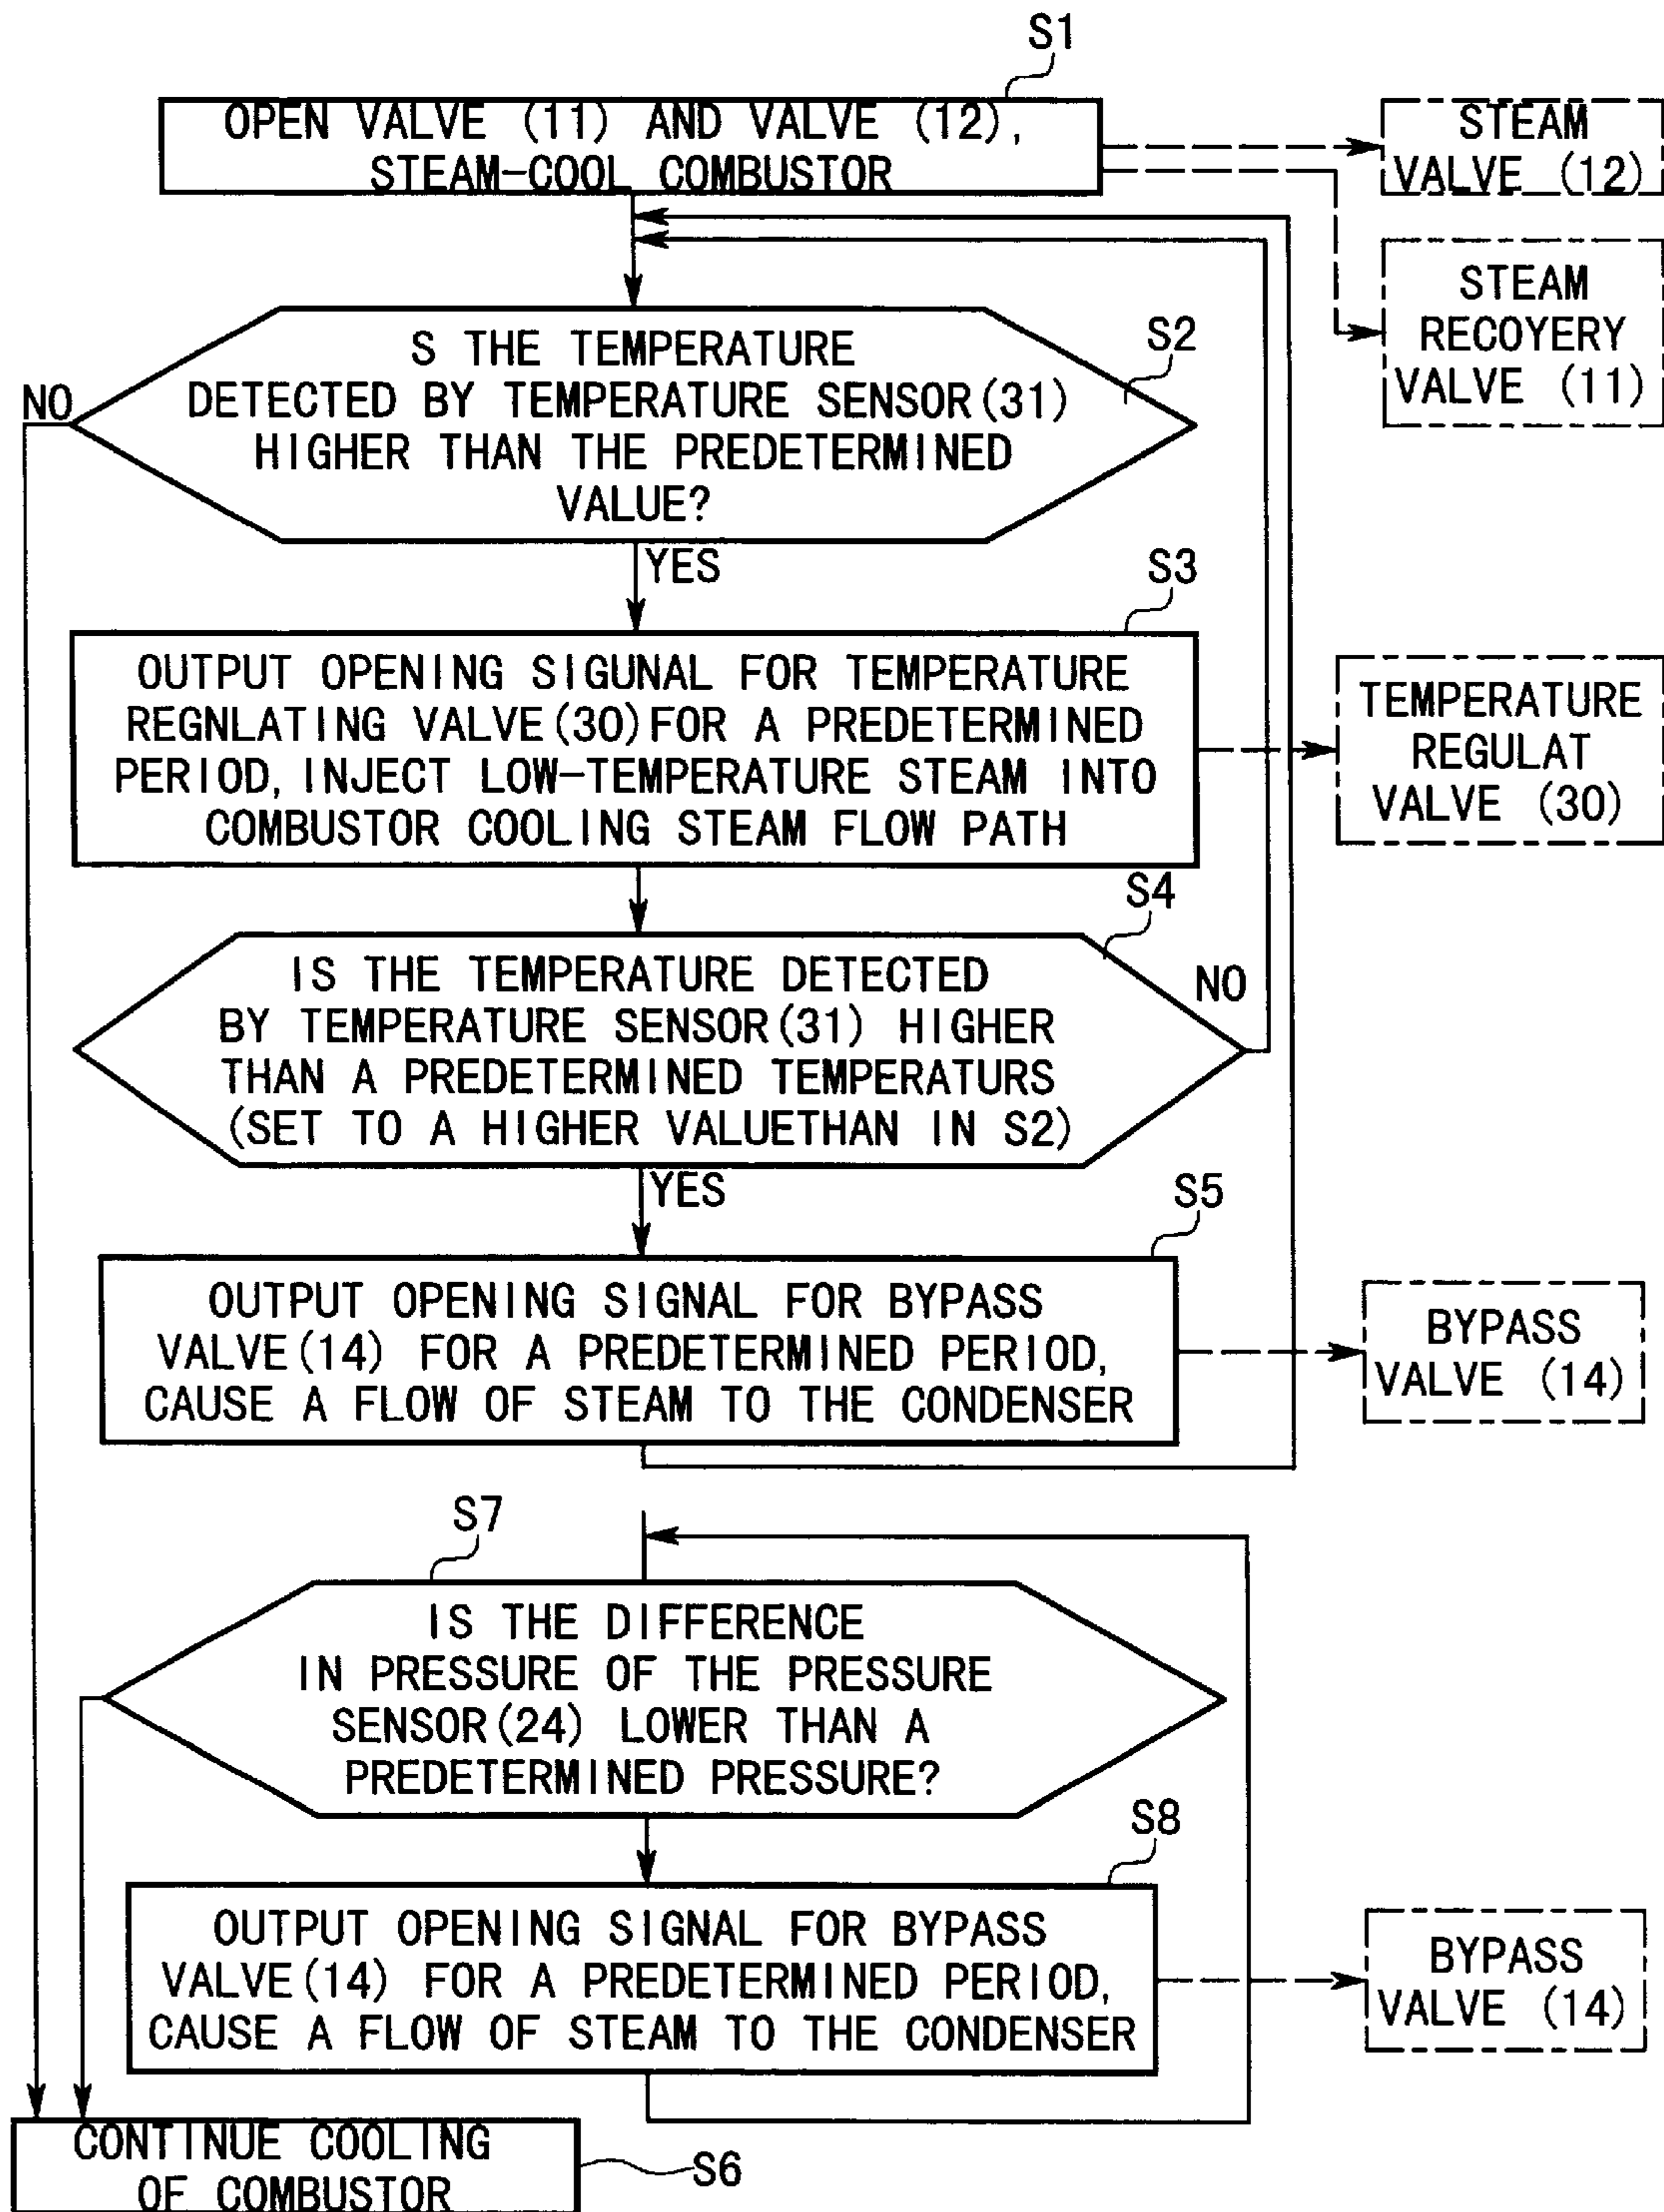 S1
OPEN VALVE (11) AND VALVE (12),
STEAM-COOL COMBUSTOR
STEAM
VALVE (12)
STEAM
RECOYERY
VALVE (11)
S2
S THE TEMPERATURE
DETECTED BY TEMPERATURE SENSOR(31)
HIGHER THAN THE PREDETERMINED
VALUE?
NO
YES
S3
OUTPUT OPENING SIGUNAL FOR TEMPERATURE
REGNLATING VALVE(30)FOR A PREDETERMINED
PERIOD, INJECT LOW-TEMPERATURE STEAM INTO
COMBUSTOR COOLING STEAM FLOW PATH
TEMPERATURE
REGULAT
VALVE (30)
S4
IS THE TEMPERATURE DETECTED
BY TEMPERATURE SENSOR(31) HIGHER
THAN A PREDETERMINED TEMPERATURS
(SET TO A HIGHER VALUETHAN IN S2)
NO
YES
S5
OUTPUT OPENING SIGNAL FOR BYPASS
VALVE(14) FOR A PREDETERMINED PERIOD,
CAUSE A FLOW OF STEAM TO THE CONDENSER
BYPASS
VALVE (14)
S7
IS THE DIFFERENCE
IN PRESSURE OF THE PRESSURE
SENSOR(24) LOWER THAN A
PREDETERMINED PRESSURE?
S8
OUTPUT OPENING SIGNAL FOR BYPASS
VALVE(14) FOR A PREDETERMINED PERIOD,
CAUSE A FLOW OF STEAM TO THE CONDENSER
BYPASS
VALVE (14)
CONTINUE COOLING
OF COMBUSTOR
S6